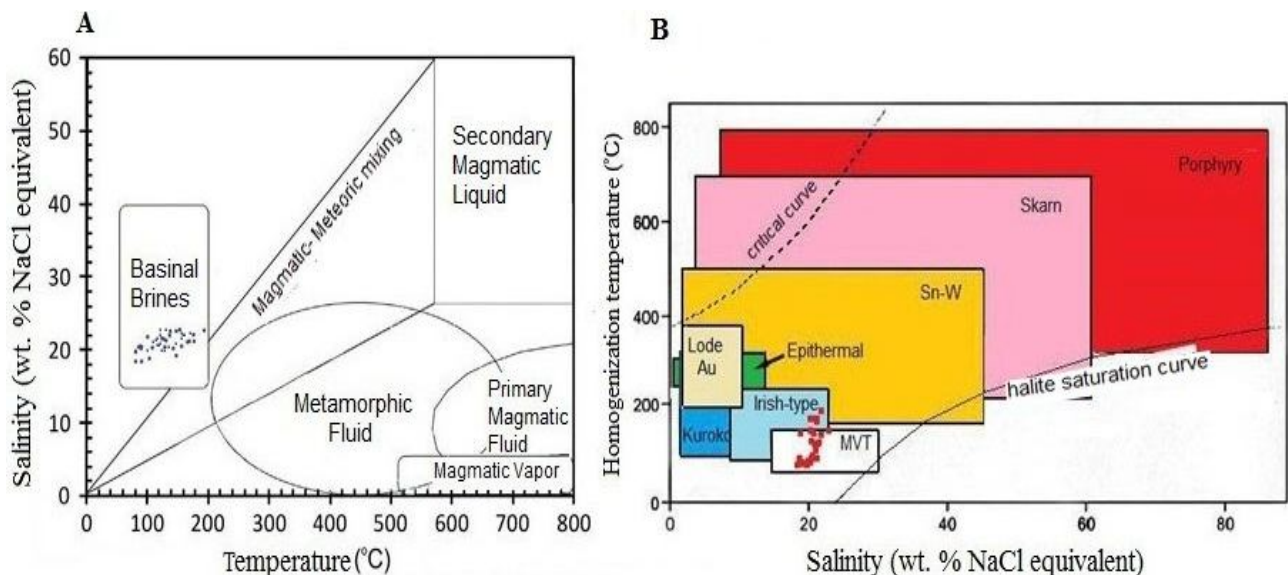 A
Salinity (wt. % NaCl equivalent)
60
50
40
30
20
10
0
Basinal
Brines
Magmatic- Meteoric mixing
Secondary
Magmatic
Liquid
Metamorphic
Fluid
Primary
Magmatic
Fluid
Magmatic Vapor
0 100 200 300 400 500 600 700 800
Temperature (°C)
B
Homogenization temperature (°C)
800
600
400
200
0
critical curve
Porphyry
Skarn
Sn-W
Lode
Au
Epithermal
Irish-type
Kuroko
MVT
halite saturation curve
0 20 40 60 80
Salinity (wt. % NaCl equivalent)